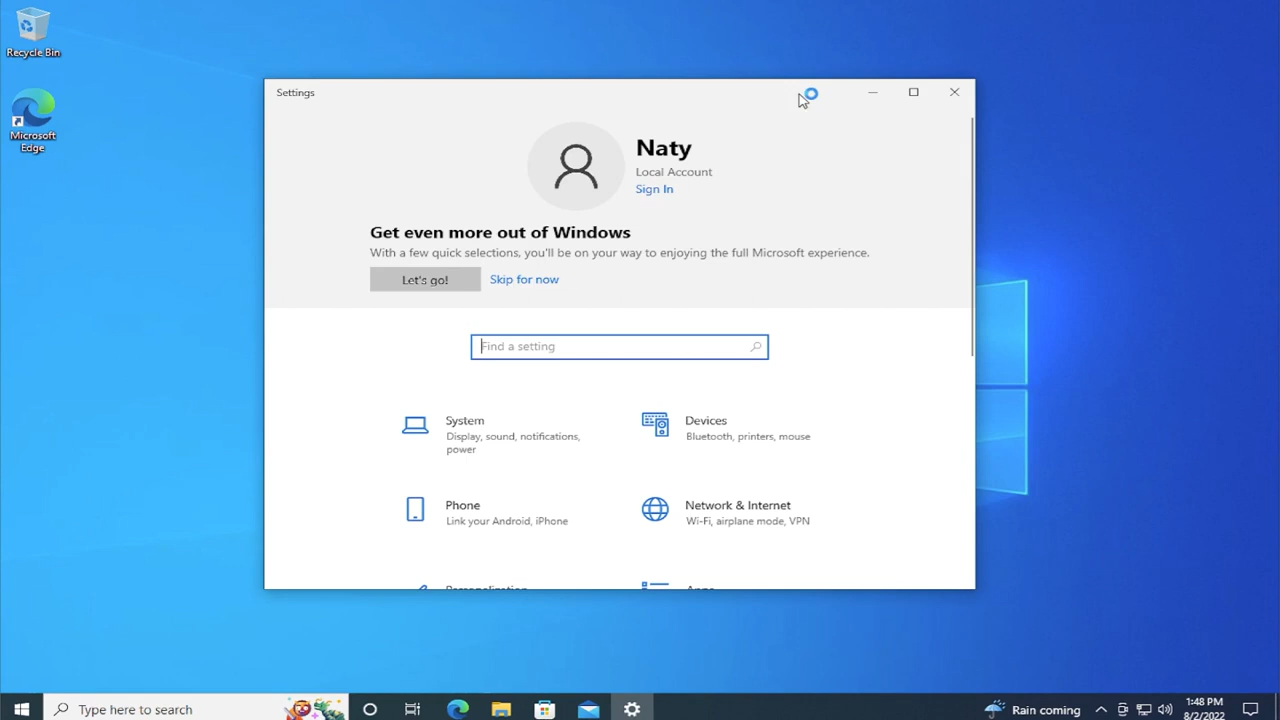 Recycle Bin
Microsoft
Edge
Settings
Naty
Local Account
Sign In
Get even more out of Windows
With a few quick selections, you'll be on your way to enjoying the full Microsoft experience.
Let's go!
Skip for now
Find a setting
System
Display, sound, notifications,
power
Devices
Bluetooth, printers, mouse
Phone
Link your Android, iPhone
Network & Internet
Wi-Fi, airplane mode, VPN
Personalization
Apps
Type here to search
Rain coming
1:48 PM
8/2/2022